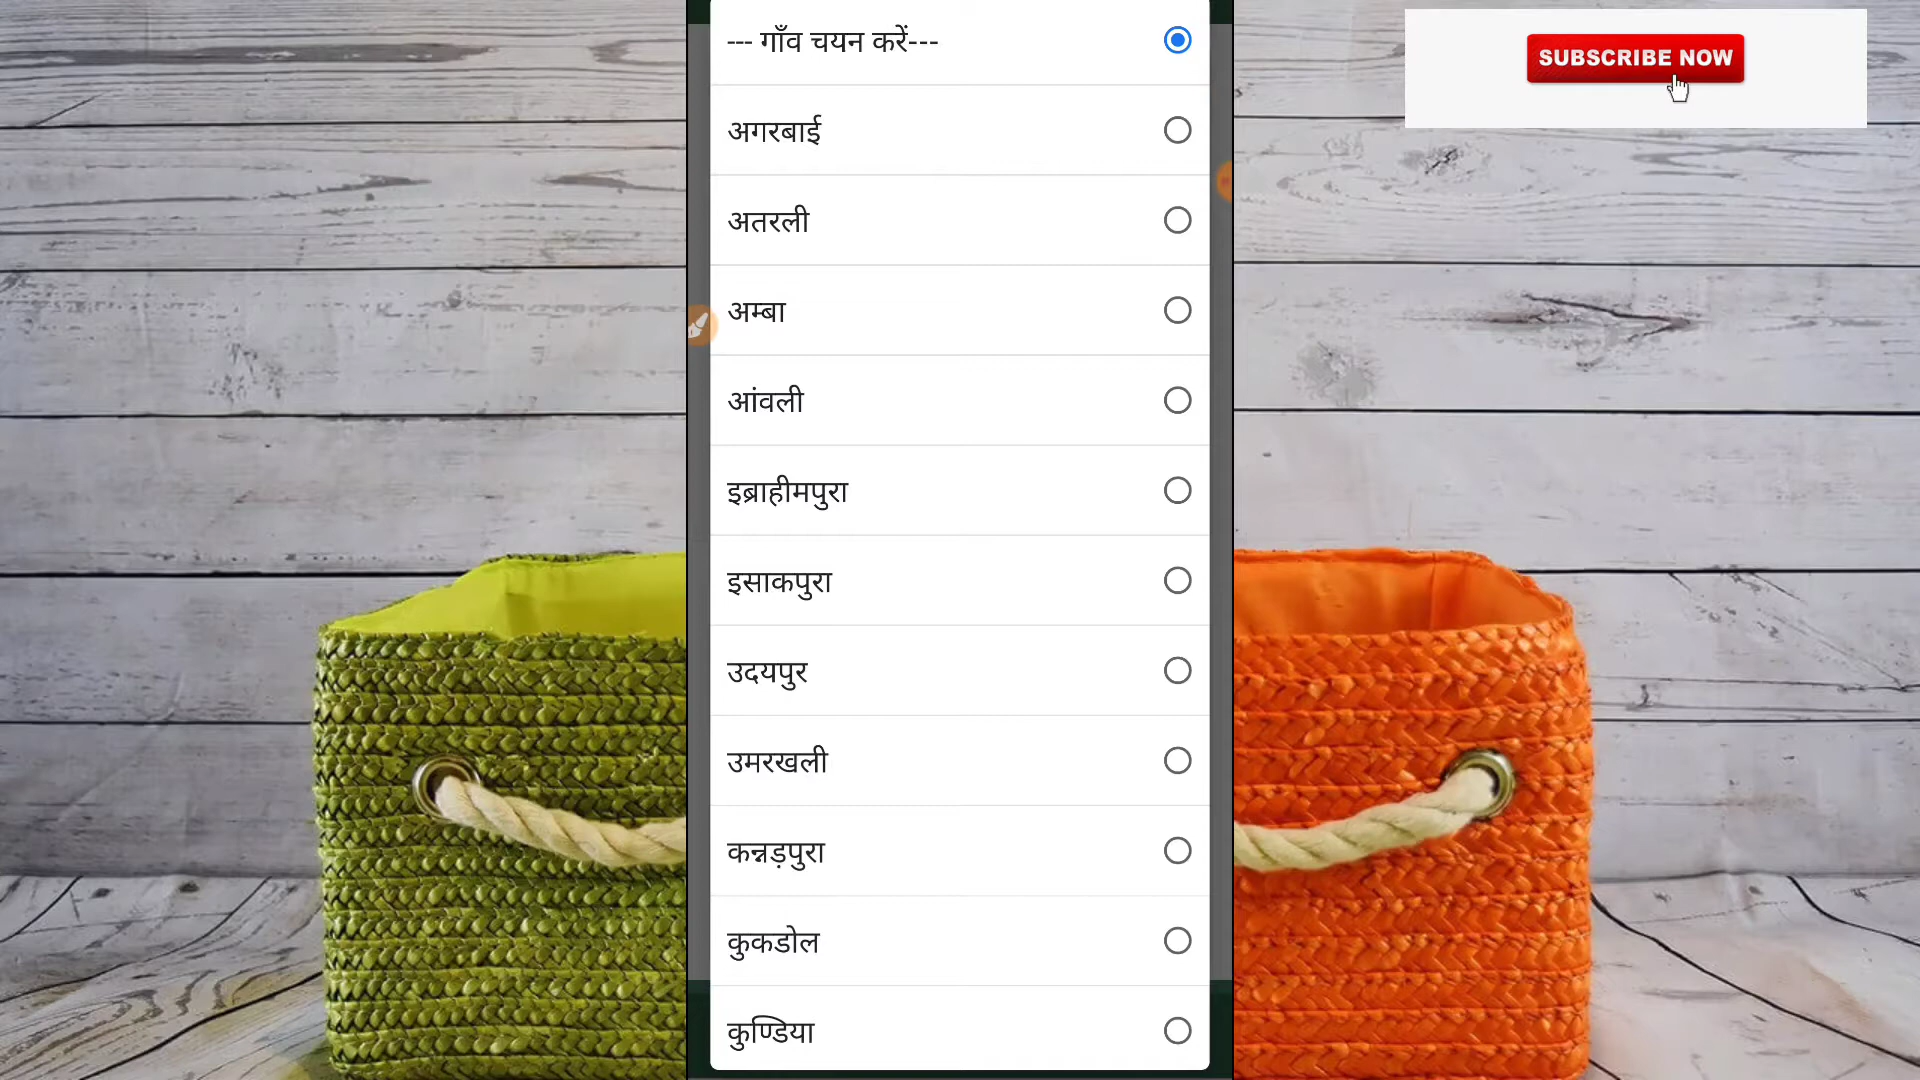 --- गाँव चयन करें---
SUBSCRIBE NOW
अगरबाई
अतरली
अम्बा
आंवली
इब्राहीमपुरा
इसाकपुरा
उदयपुर
उमरखली
कन्नड़पुरा
कुकडोल
कुण्डिया